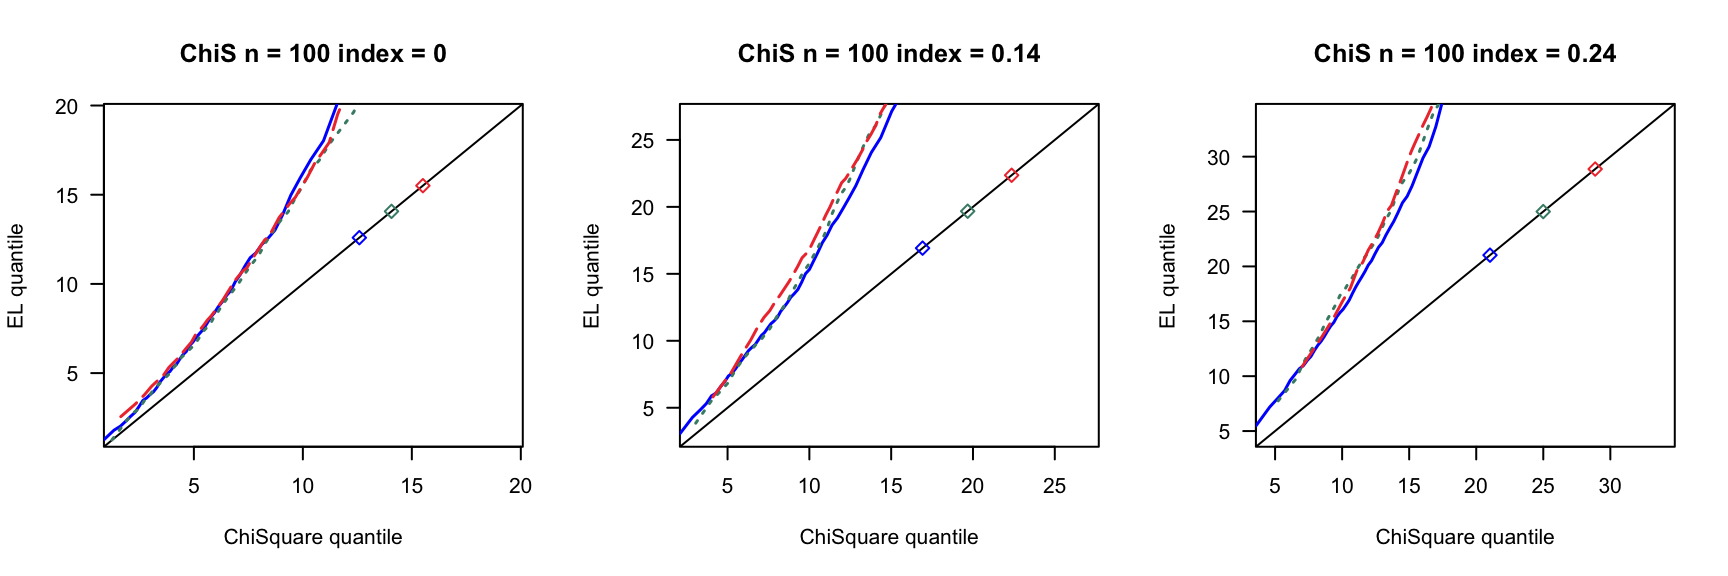 ChiS n = 100 index = 0
20
15
10
5
EL quantile
5 10 15 20
ChiSquare quantile
ChiS n = 100 index = 0.14
25
20
15
10
5
EL quantile
5 10 15 20 25
ChiSquare quantile
ChiS n = 100 index = 0.24
30
25
20
15
10
5
EL quantile
5 10 15 20 25 30
ChiSquare quantile